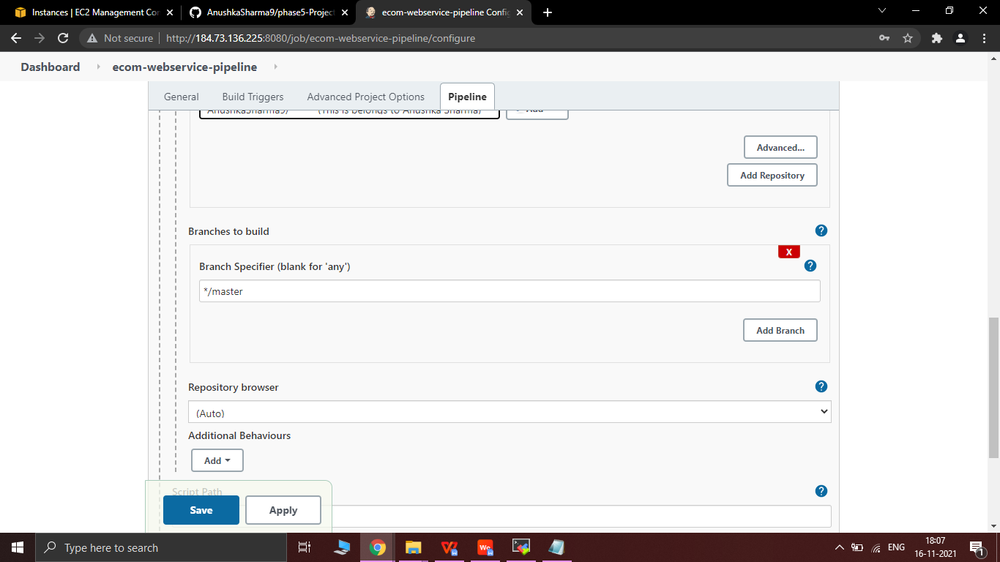 Instances | EC2 Management Cor
AnushkaSharma9/phase5-Project
ecom-webservice-pipeline Config
Not secure
http://184.73.136.225:8080/job/ecom-webservice-pipeline/configure
Dashboard
ecom-webservice-pipeline
General
Build Triggers
Advanced Project Options
Pipeline
AnushkaSharma9/ (This is belongs to Anushka Sharma)
Add
Advanced...
Add Repository
Branches to build
?
X
Branch Specifier (blank for 'any')
?
*/master
Add Branch
Repository browser
?
(Auto)
Additional Behaviours
Add
Script Path
?
Save
Apply
Type here to search
ENG
18:07
16-11-2021
1